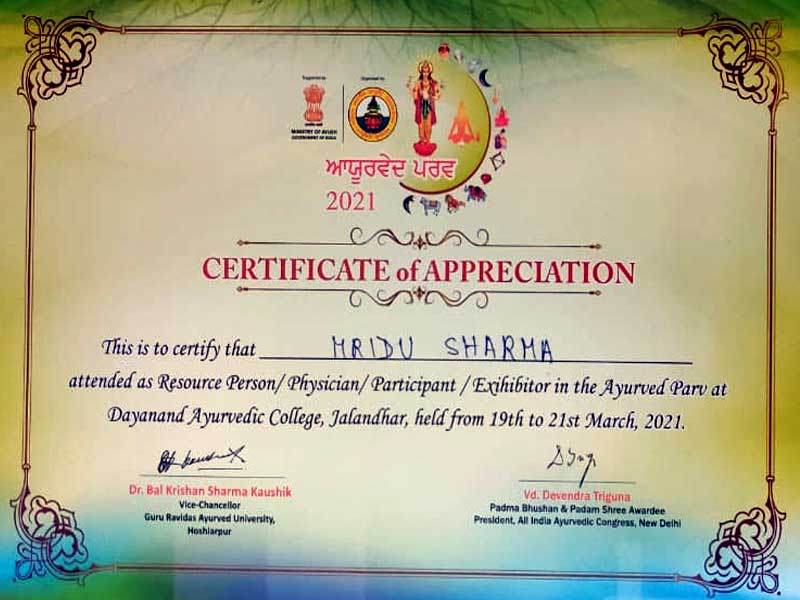 Supported by
Organised by
MINISTRY OF AYUSH
GOVERNMENT OF INDIA
ਆਯੂਰਵੇਦ ਪਰਵ
2021
CERTIFICATE of APPRECIATION
This is to certify that MRIDU SHARMA
attended as Resource Person/ Physician/ Participant / Exihibitor in the Ayurved Parv at
Dayanand Ayurvedic College, Jalandhar, held from 19th to 21st March, 2021.
Dr. Bal Krishan Sharma Kaushik
Vice-Chancellor
Guru Ravidas Ayurved University,
Hoshiarpur
Vd. Devendra Triguna
Padma Bhushan & Padam Shree Awardee
President, All India Ayurvedic Congress, New Delhi